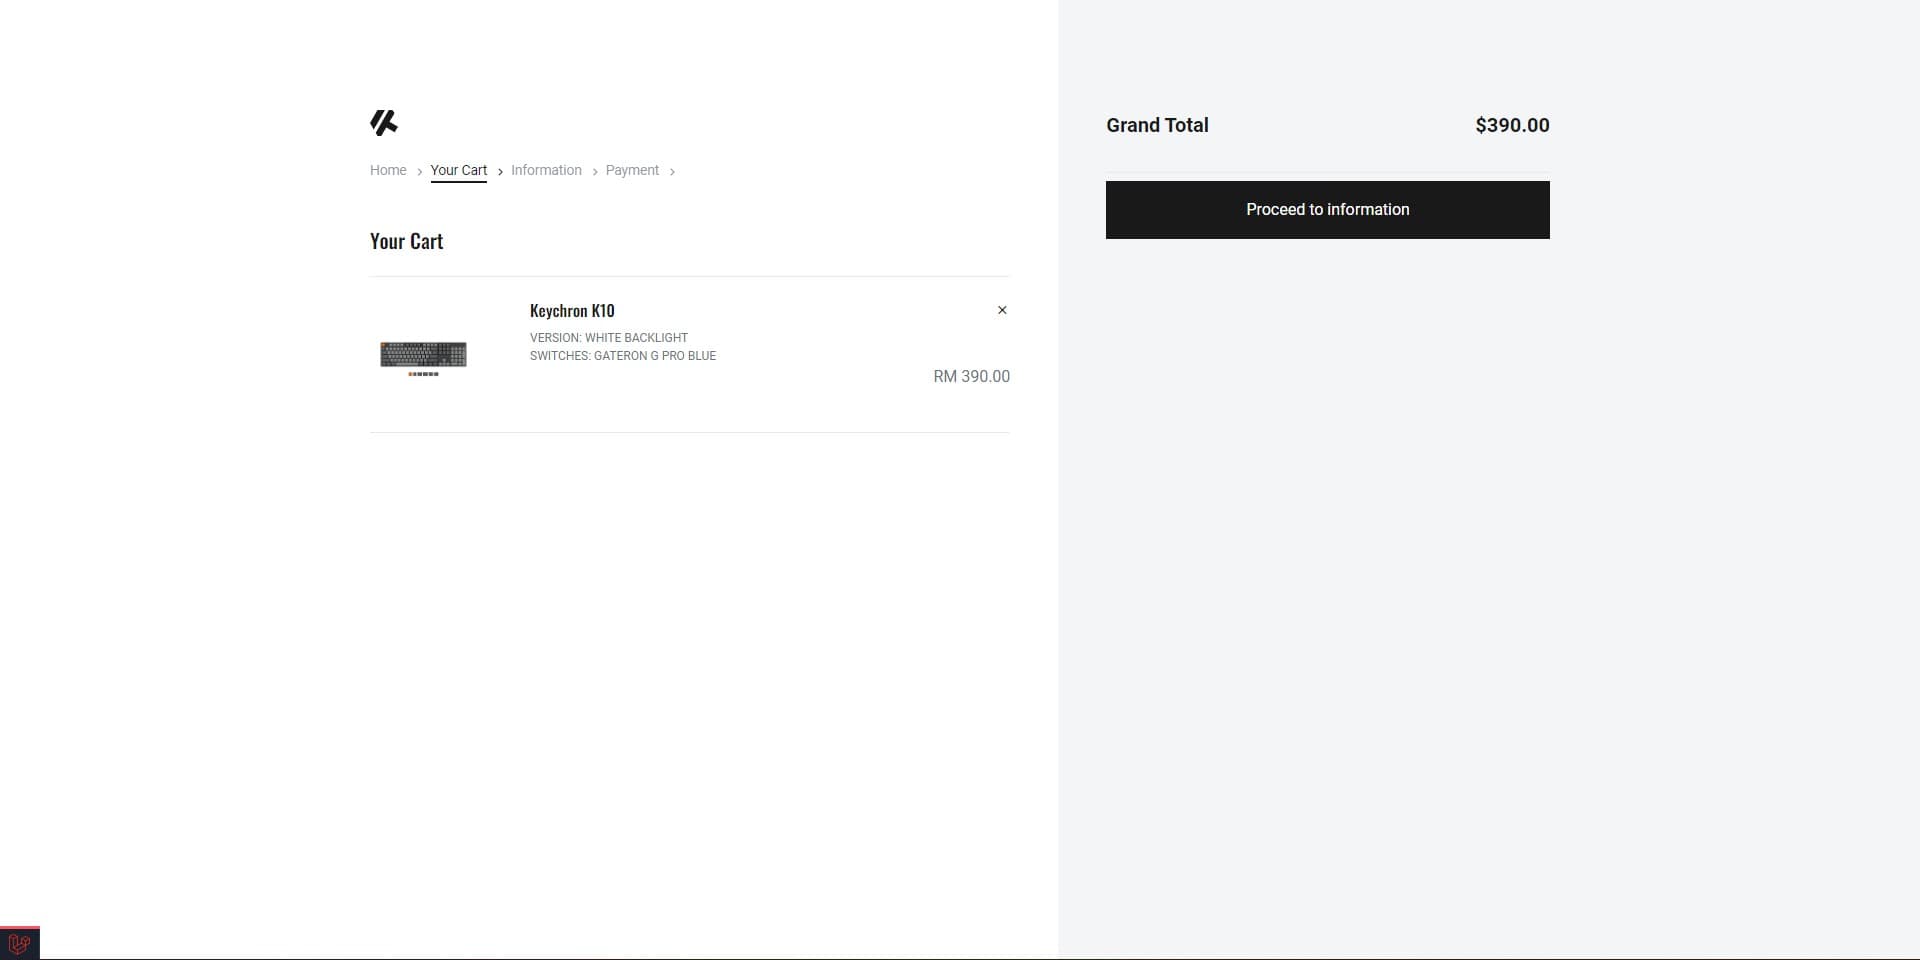 Home > Your Cart > Information > Payment >
Your Cart
Keychron K10
×
VERSION: WHITE BACKLIGHT
SWITCHES: GATERON G PRO BLUE
RM 390.00
Grand Total $390.00
Proceed to information